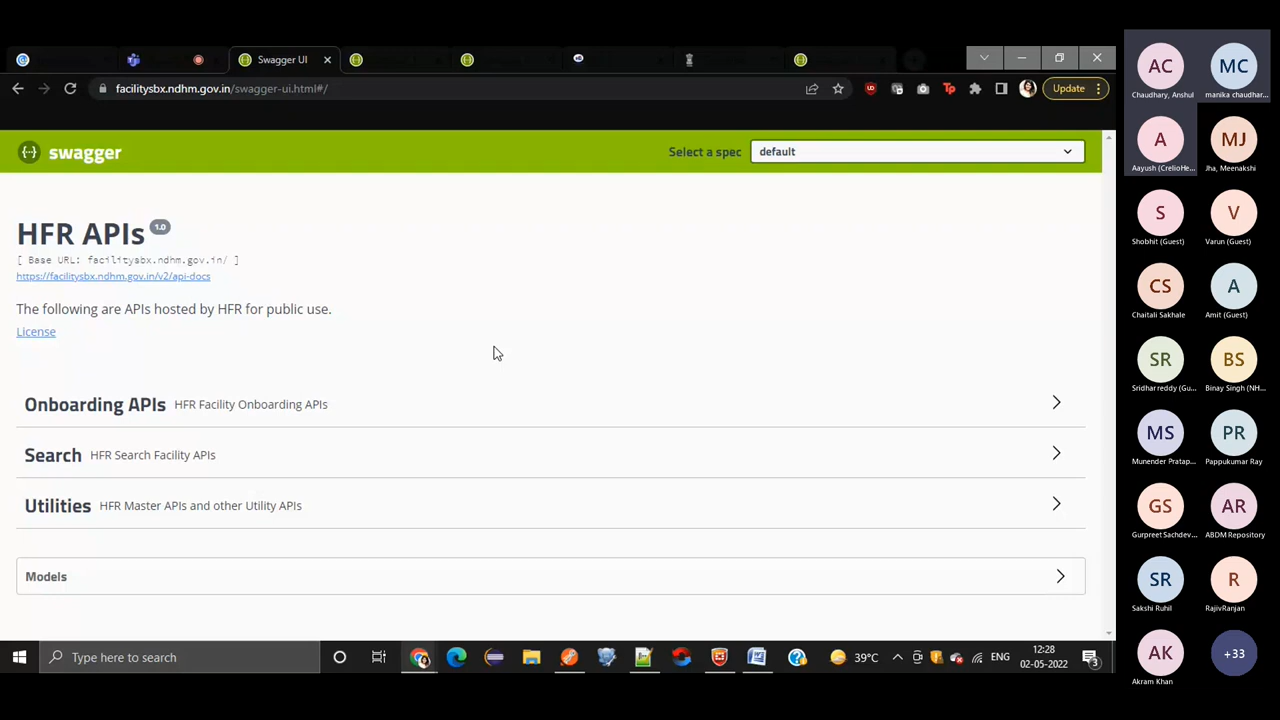 Swagger UI
facilitysbx.ndhm.gov.in/swagger-ui.html#/
Update
swagger
Select a spec
default
HFR APIs 1.0
[ Base URL: facilitysbx.ndhm.gov.in/ ]
https://facilitysbx.ndhm.gov.in/v2/api-docs
The following are APIs hosted by HFR for public use.
License
Onboarding APIs HFR Facility Onboarding APIs
Search HFR Search Facility APIs
Utilities HFR Master APIs and other Utility APIs
Models
Type here to search
39°C
ENG
12:28
02-05-2022
3
AC
Chaudhary, Anshul
MC
manika chaudhar...
A
Aayush (CrelioHe...
MJ
Jha, Meenakshi
S
Shobhit (Guest)
V
Varun (Guest)
CS
Chaitali Sakhale
A
Amit (Guest)
SR
Sridhar reddy (Gu...
BS
Binay Singh (NH...
MS
Munender Pratap...
PR
Pappukumar Ray
GS
Gurpreet Sachdev...
AR
ABDM Repository
SR
Sakshi Ruhil
R
RajivRanjan
AK
Akram Khan
+33